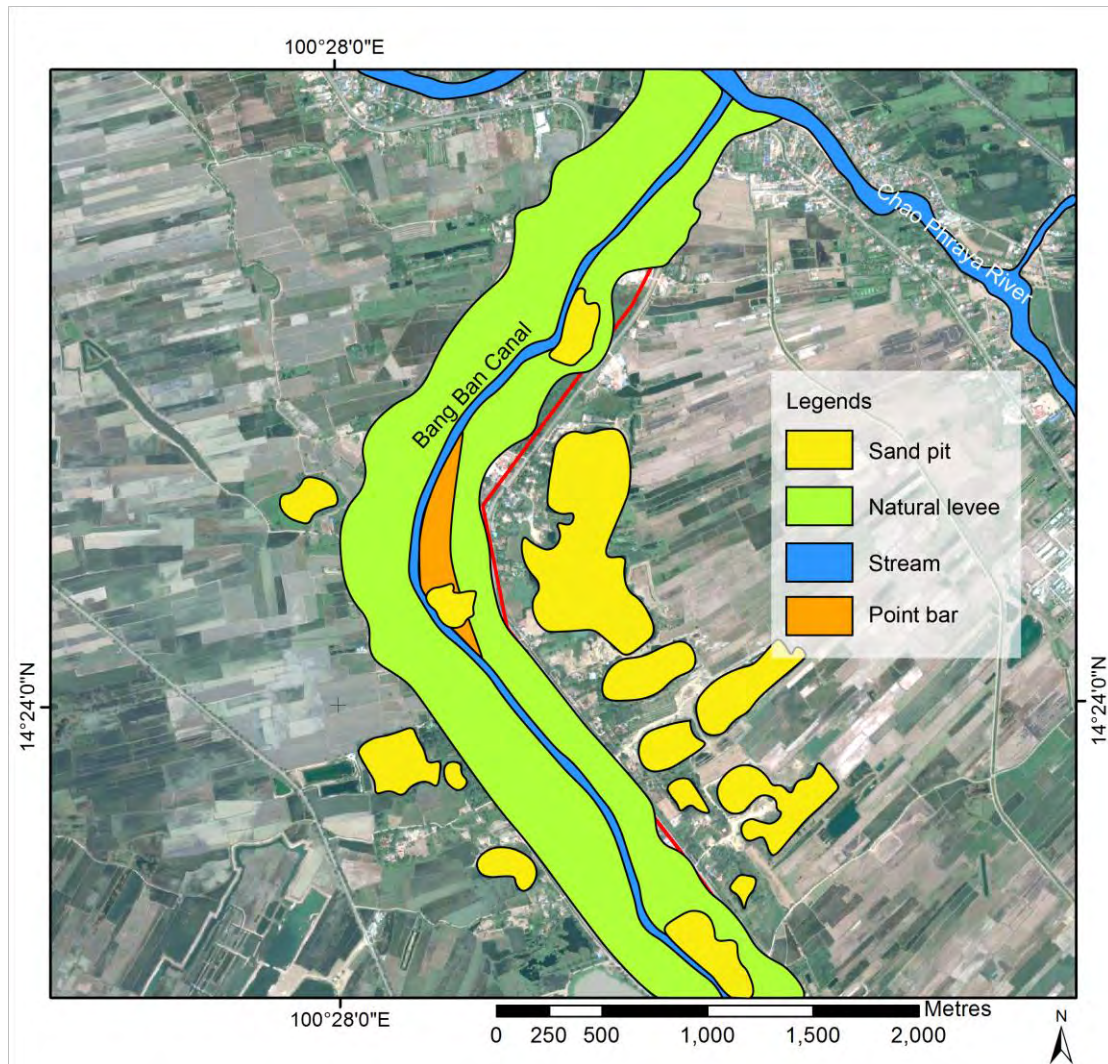 100°28'0"E
Chao Phraya River
Bang Ban Canal
Legends
Sand pit
Natural levee
Stream
Point bar
14°24'0"N
14°24'0"N
100°28'0"E
Metres
0 250 500 1,000 1,500 2,000
N